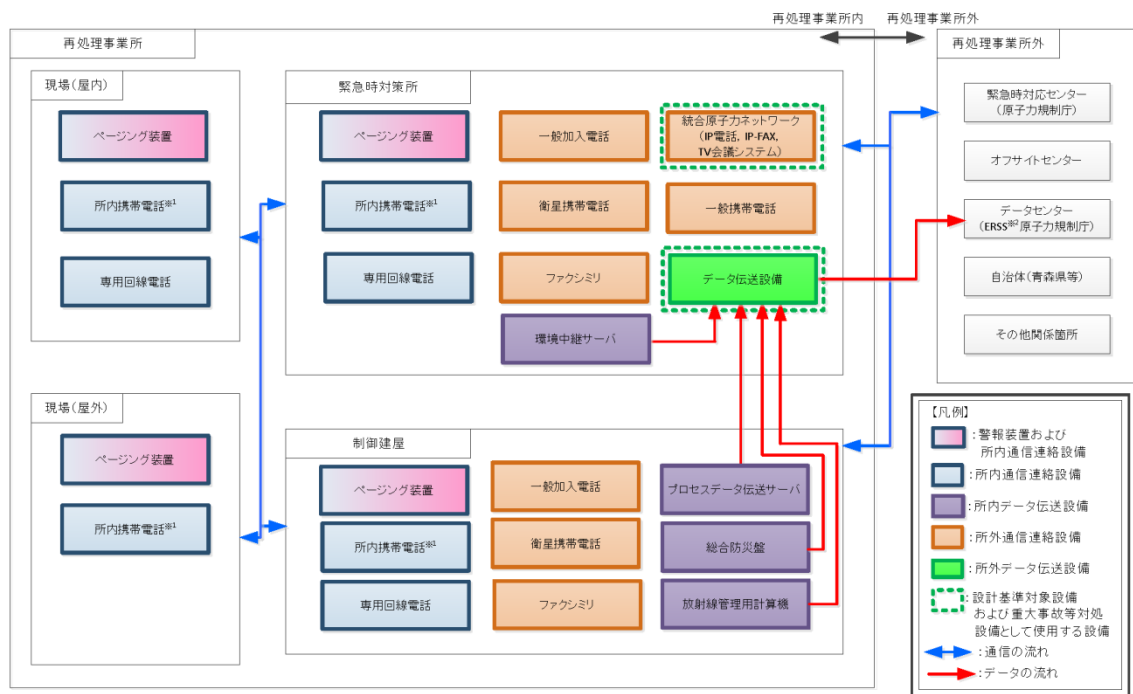 再処理事業所内
再処理事業所外
再処理事業所
現場(屋内)
ページング装置
所内携帯電話※1
専用回線電話
現場(屋外)
ページング装置
所内携帯電話※1
緊急時対策所
ページング装置
一般加入電話
統合原子力ネットワーク
(IP電話, IP-FAX,
TV会議システム)
所内携帯電話※1
衛星携帯電話
一般携帯電話
専用回線電話
ファクシミリ
データ伝送設備
環境中継サーバ
制御建屋
ページング装置
一般加入電話
プロセスデータ伝送サーバ
所内携帯電話※1
衛星携帯電話
総合防災盤
専用回線電話
ファクシミリ
放射線管理用計算機
再処理事業所外
緊急時対応センター
(原子力規制庁)
オフサイトセンター
データセンター
(ERSS※2原子力規制庁)
自治体(青森県等)
その他関係箇所
【凡例】
:警報装置および
所内通信連絡設備
:所内通信連絡設備
:所内データ伝送設備
:所外通信連絡設備
:所外データ伝送設備
:設計基準対象設備
および重大事故等対処
設備として使用する設備
:通信の流れ
:データの流れ